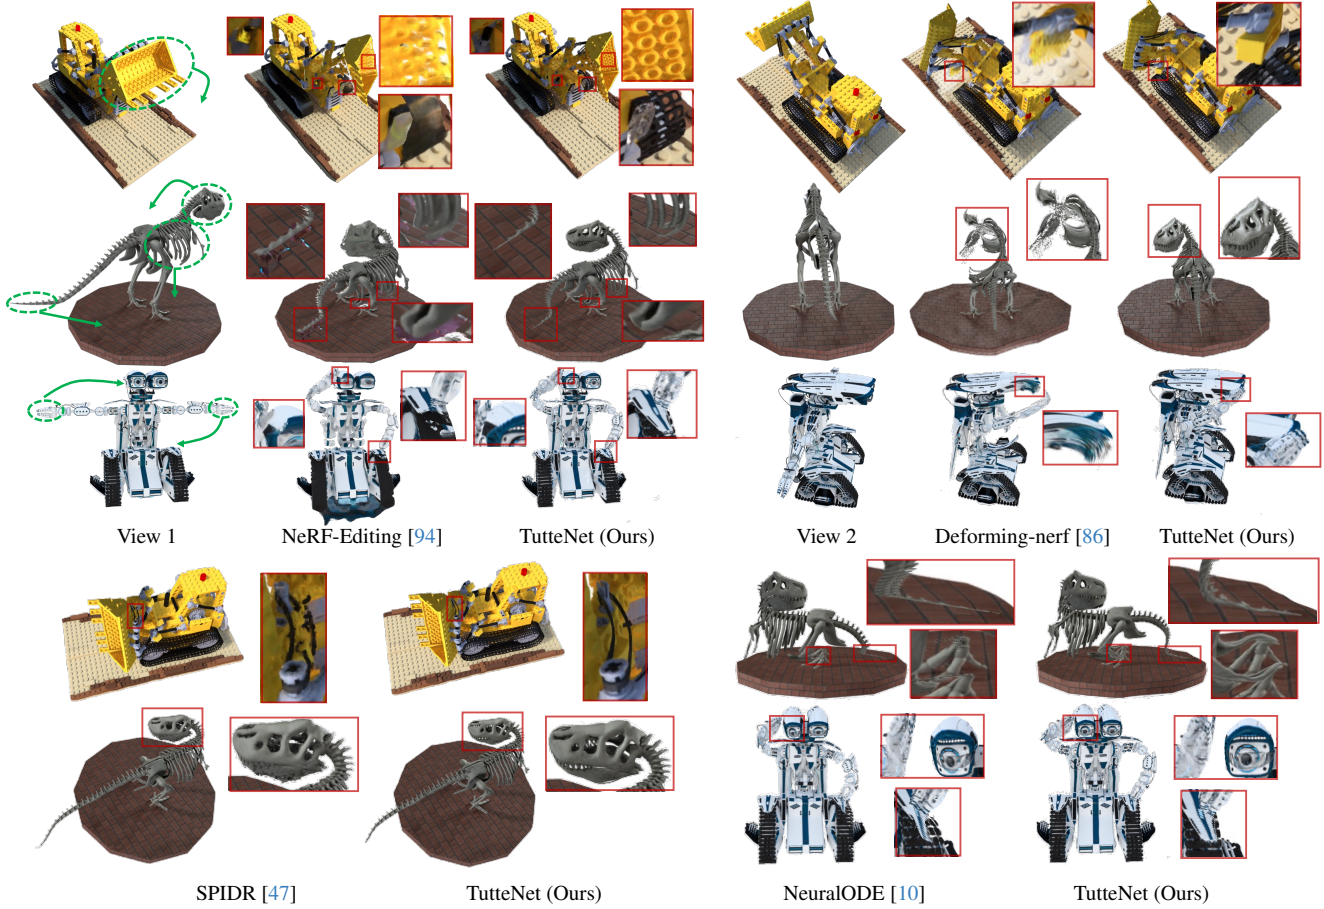 View 1 NeRF-Editing [94] TutteNet (Ours) View 2 Deforming-nerf [86] TutteNet (Ours)
SPIDR [47] TutteNet (Ours) NeuralODE [10] TutteNet (Ours)